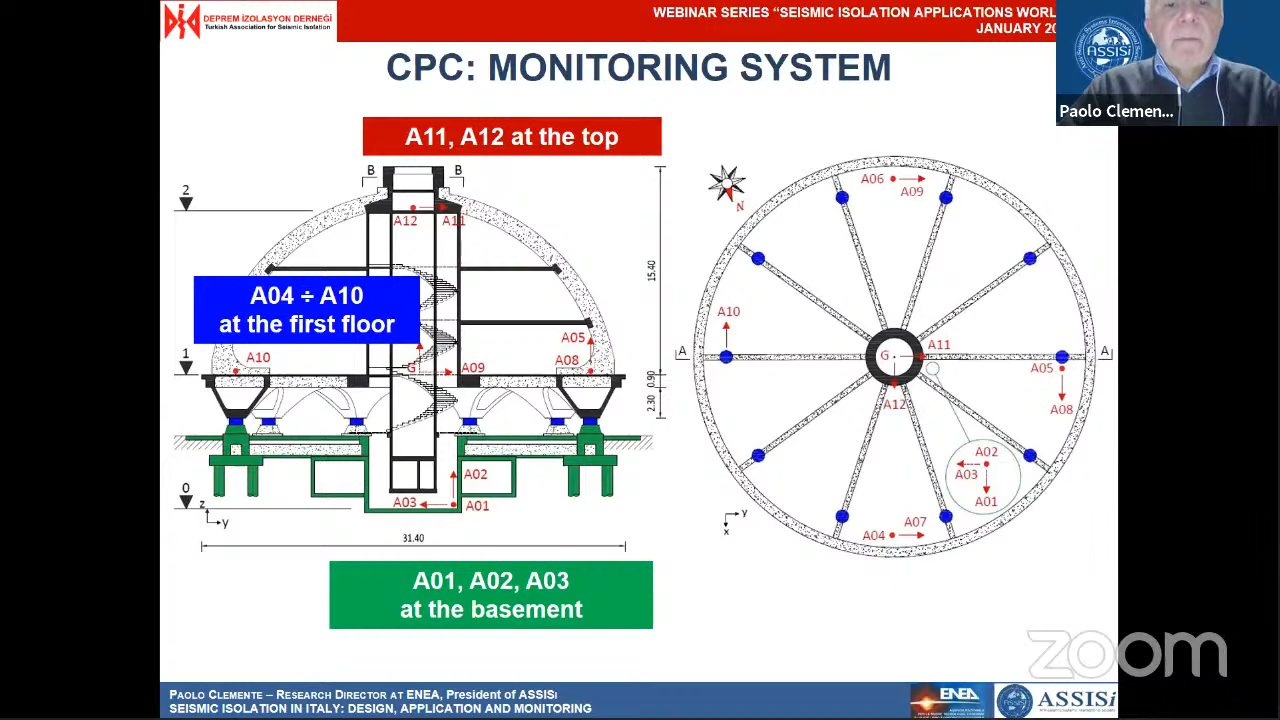 DEPREM İZOLASYON DERNEĞİ
Turkish Association for Seismic Isolation
WEBINAR SERIES “SEISMIC ISOLATION APPLICATIONS
JANUARY
CPC: MONITORING SYSTEM
ASSISi
Paolo Clemen...
A11, A12 at the top
B
B
2
A12
A11
15.40
A04 ÷ A10
at the first floor
A05
A10
A08
1
G
A09
0.90
2.30
A02
A03
A01
0
z
y
31.40
A01, A02, A03
at the basement
N
A06
A09
A10
A11
A
G
A
A05
A12
A08
A02
A03
A01
y
x
A07
A04
zoom
PAOLO CLEMENTE – RESEARCH DIRECTOR AT ENEA, President of ASSISi
SEISMIC ISOLATION IN ITALY: DESIGN, APPLICATION AND MONITORING
ENEA
ASSISi